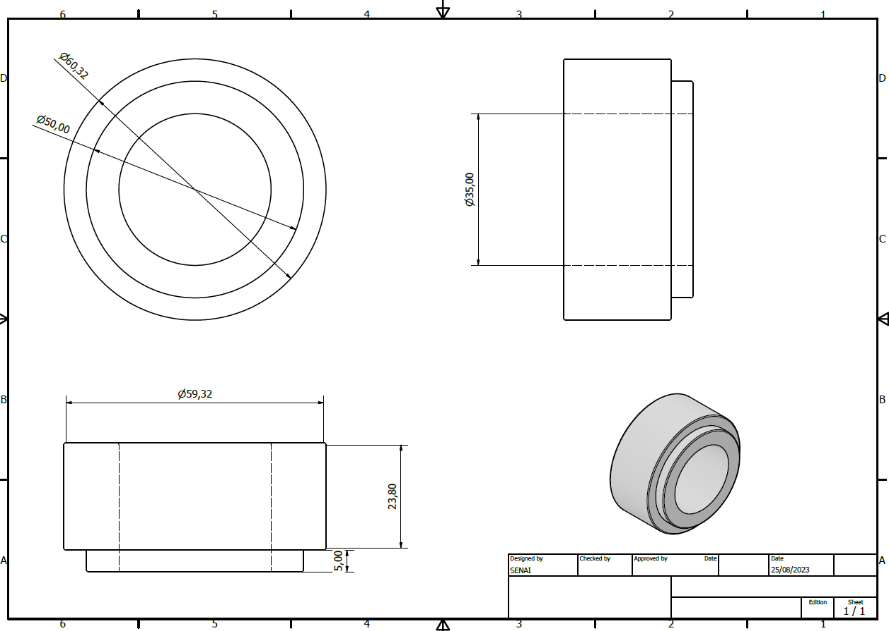 6 5 4 3 2 1
D D
Ø60,32
Ø50,00
Ø35,00
C C
B B
Ø59,32
23,80
5,00
A A
Designed by Checked by Approved by Date Date
SENAI 25/08/2023
Edition Sheet
1 / 1
6 5 4 3 2 1